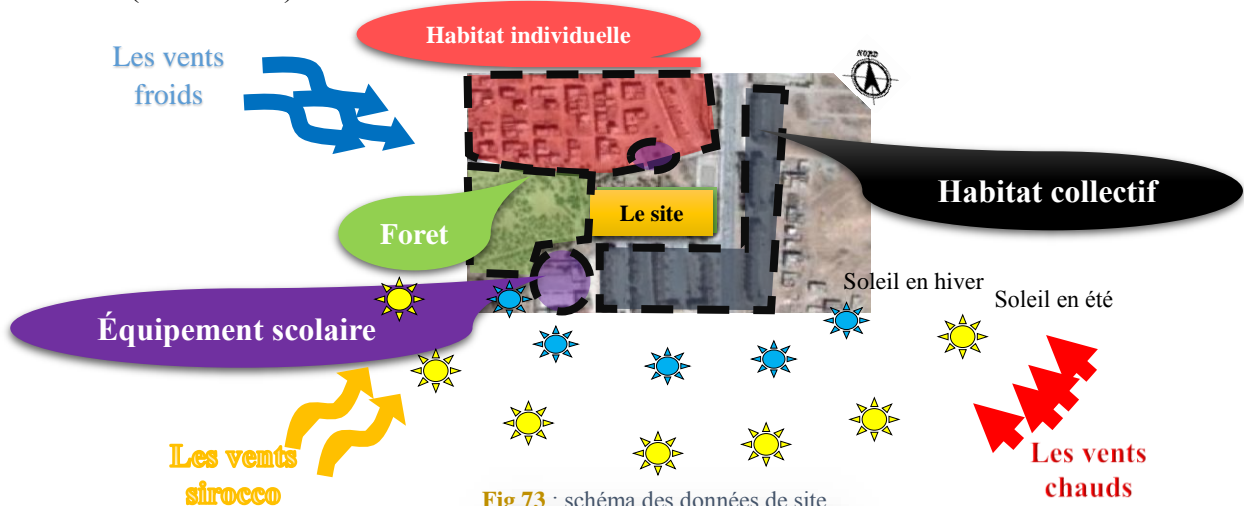 Habitat individuelle
Les vents
froids
NORD
Habitat collectif
Le site
Foret
Soleil en hiver
Soleil en été
Équipement scolaire
Les vents
sirocco
Les vents
chauds
Fig 73 : schéma des données de site